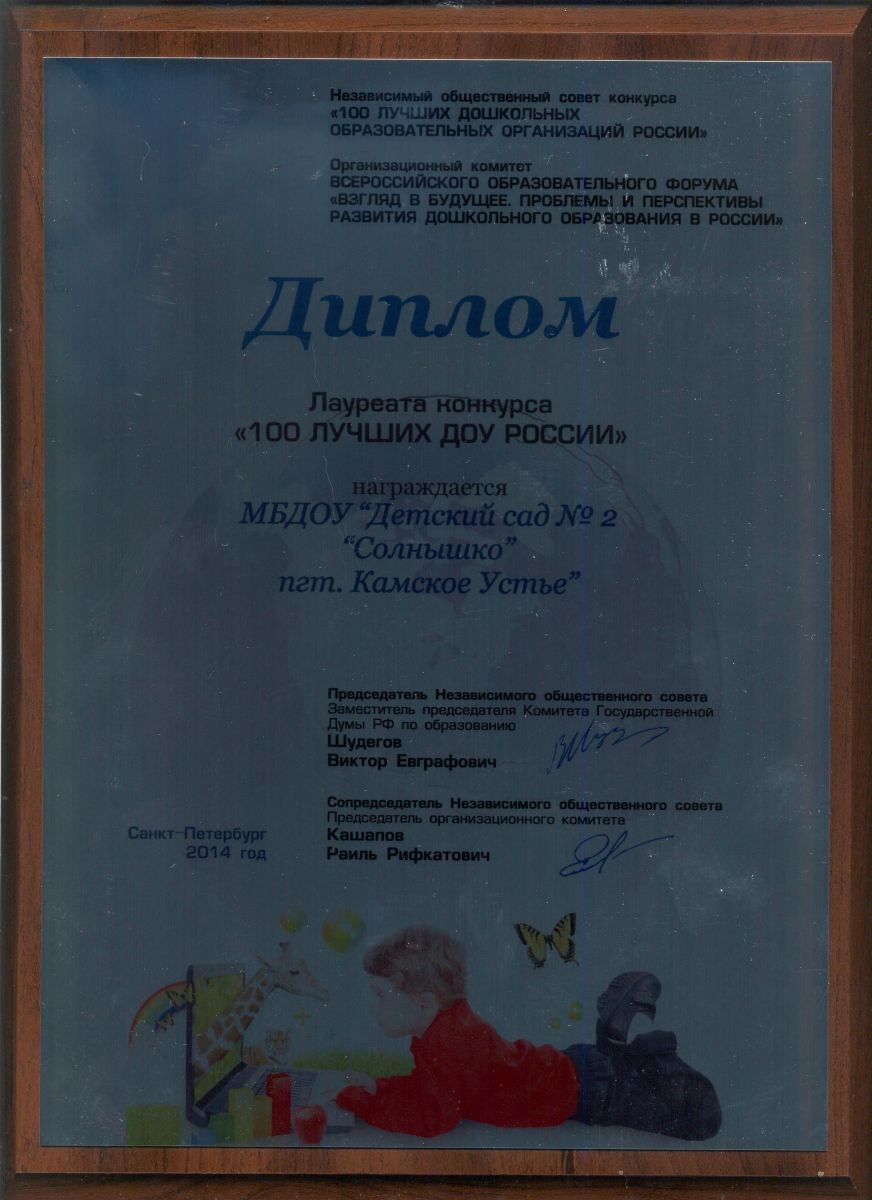 Независимый общественный совет конкурса
«100 ЛУЧШИХ ДОШКОЛЬНЫХ
ОБРАЗОВАТЕЛЬНЫХ ОРГАНИЗАЦИЙ РОССИИ»
Организационный комитет
ВСЕРОССИЙСКОГО ОБРАЗОВАТЕЛЬНОГО ФОРУМА
«ВЗГЛЯД В БУДУЩЕЕ. ПРОБЛЕМЫ И ПЕРСПЕКТИВЫ
РАЗВИТИЯ ДОШКОЛЬНОГО ОБРАЗОВАНИЯ В РОССИИ»
Диплом
Лауреата конкурса
«100 ЛУЧШИХ ДОУ РОССИИ»
награждается
МБДОУ “Детский сад № 2
“Солнышко”
пгт. Камское Устье”
Председатель Независимого общественного совета
Заместитель председателя Комитета Государственной
Думы РФ по образованию
Шудегов
Виктор Евграфович
Сопредседатель Независимого общественного совета
Председатель организационного комитета
Кашапов
Раиль Рифкатович
Санкт-Петербург
2014 год